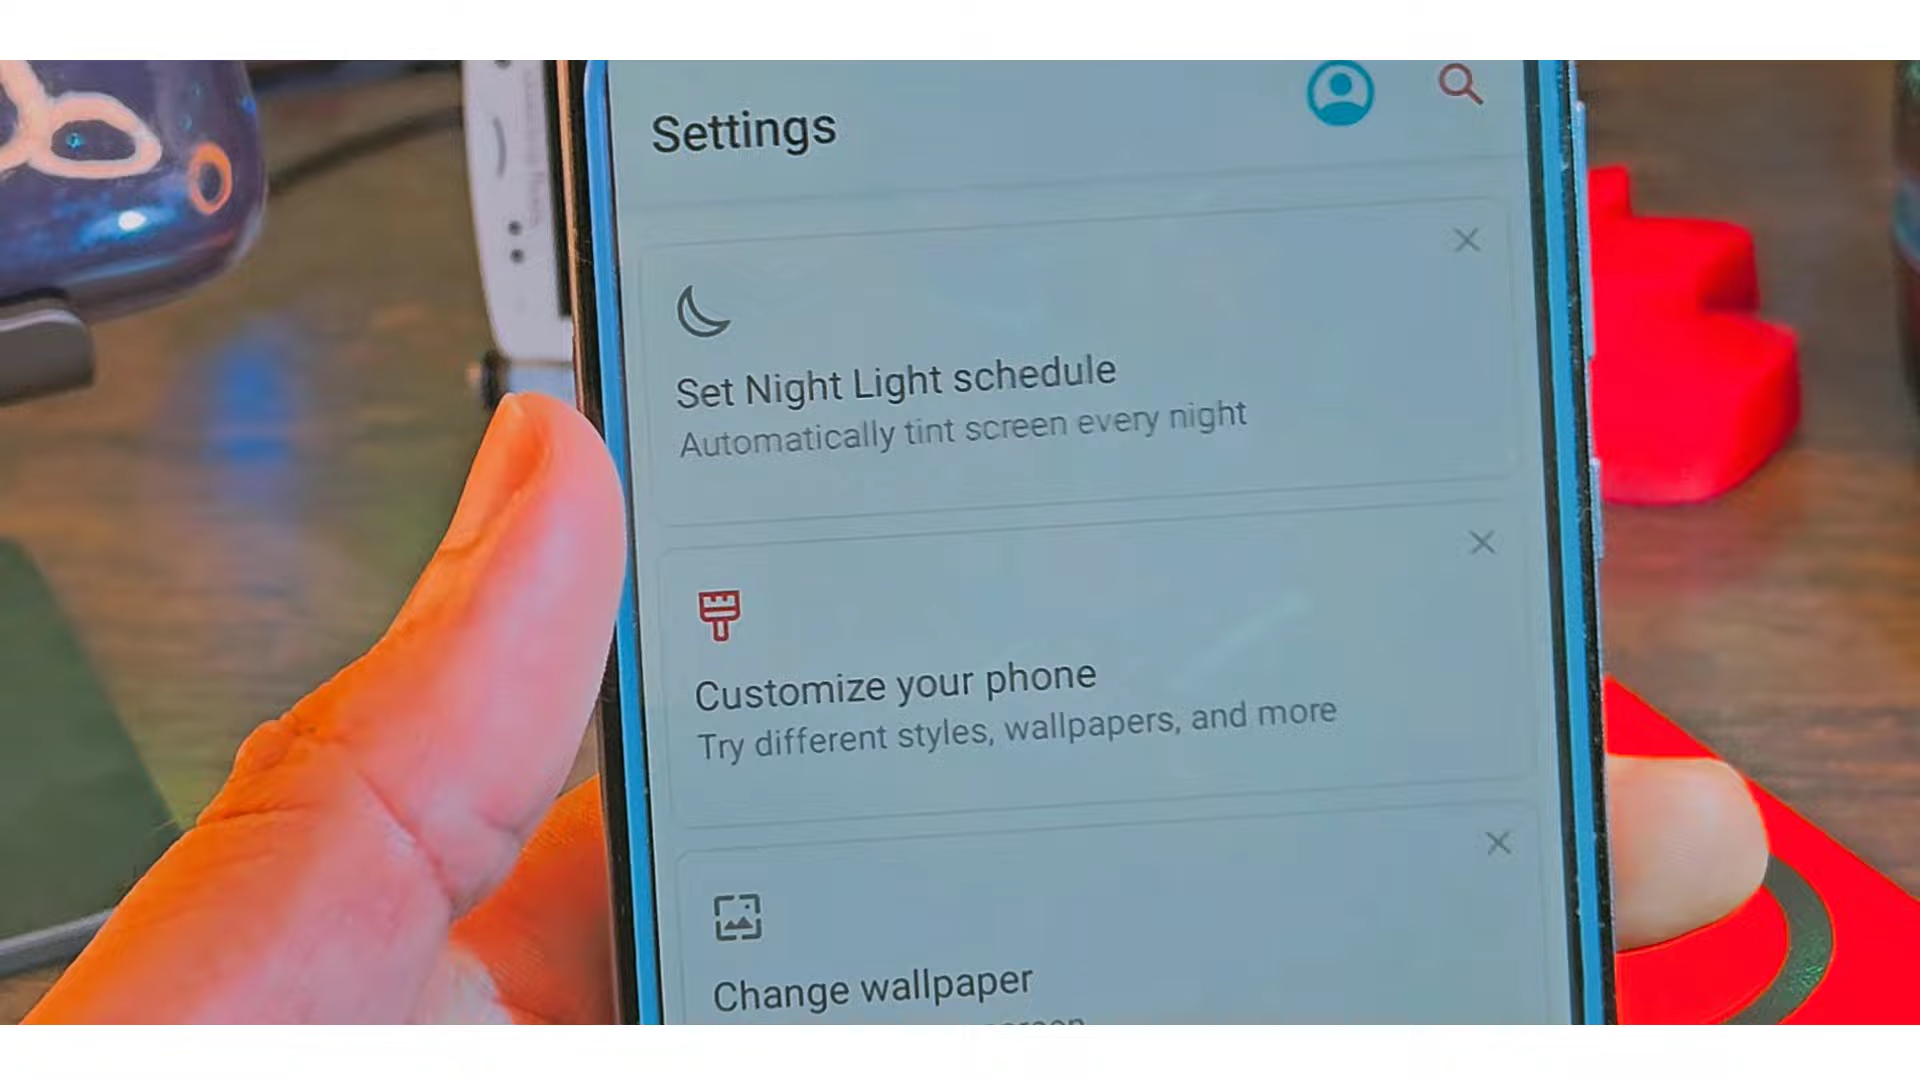 Settings
Set Night Light schedule
Automatically tint screen every night
Customize your phone
Try different styles, wallpapers, and more
Change wallpaper